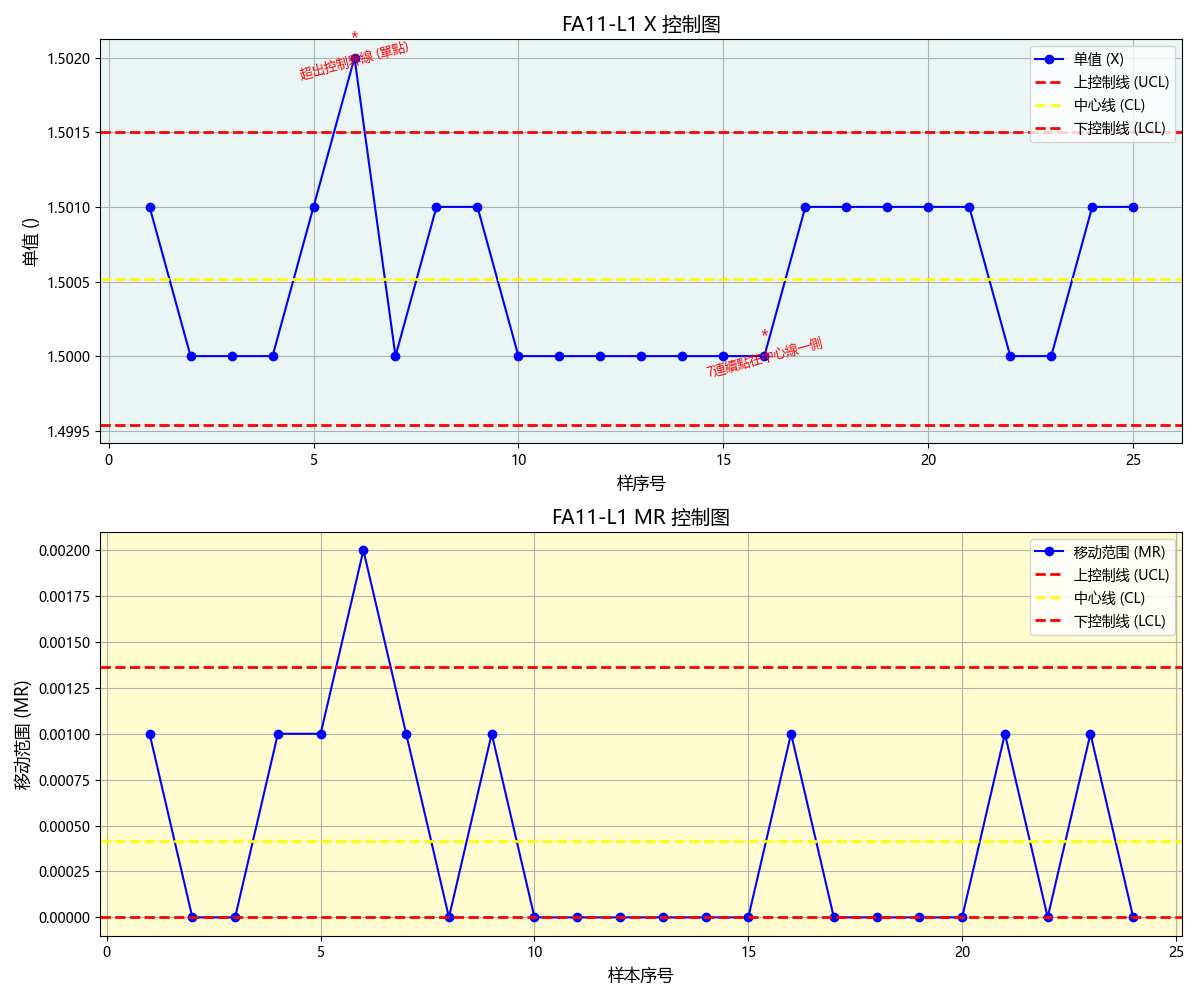 FA11-L1 X 控制图
单值 (X)
上控制线 (UCL)
中心线 (CL)
下控制线 (LCL)
*
超出控制界線 (單點)
*
7連續點在中心線一側
1.5020
1.5015
1.5010
1.5005
1.5000
1.4995
单值 ()
0 5 10 15 20 25
样序号
FA11-L1 MR 控制图
移动范围 (MR)
上控制线 (UCL)
中心线 (CL)
下控制线 (LCL)
0.00200
0.00175
0.00150
0.00125
0.00100
0.00075
0.00050
0.00025
0.00000
移动范围 (MR)
0 5 10 15 20 25
样本序号